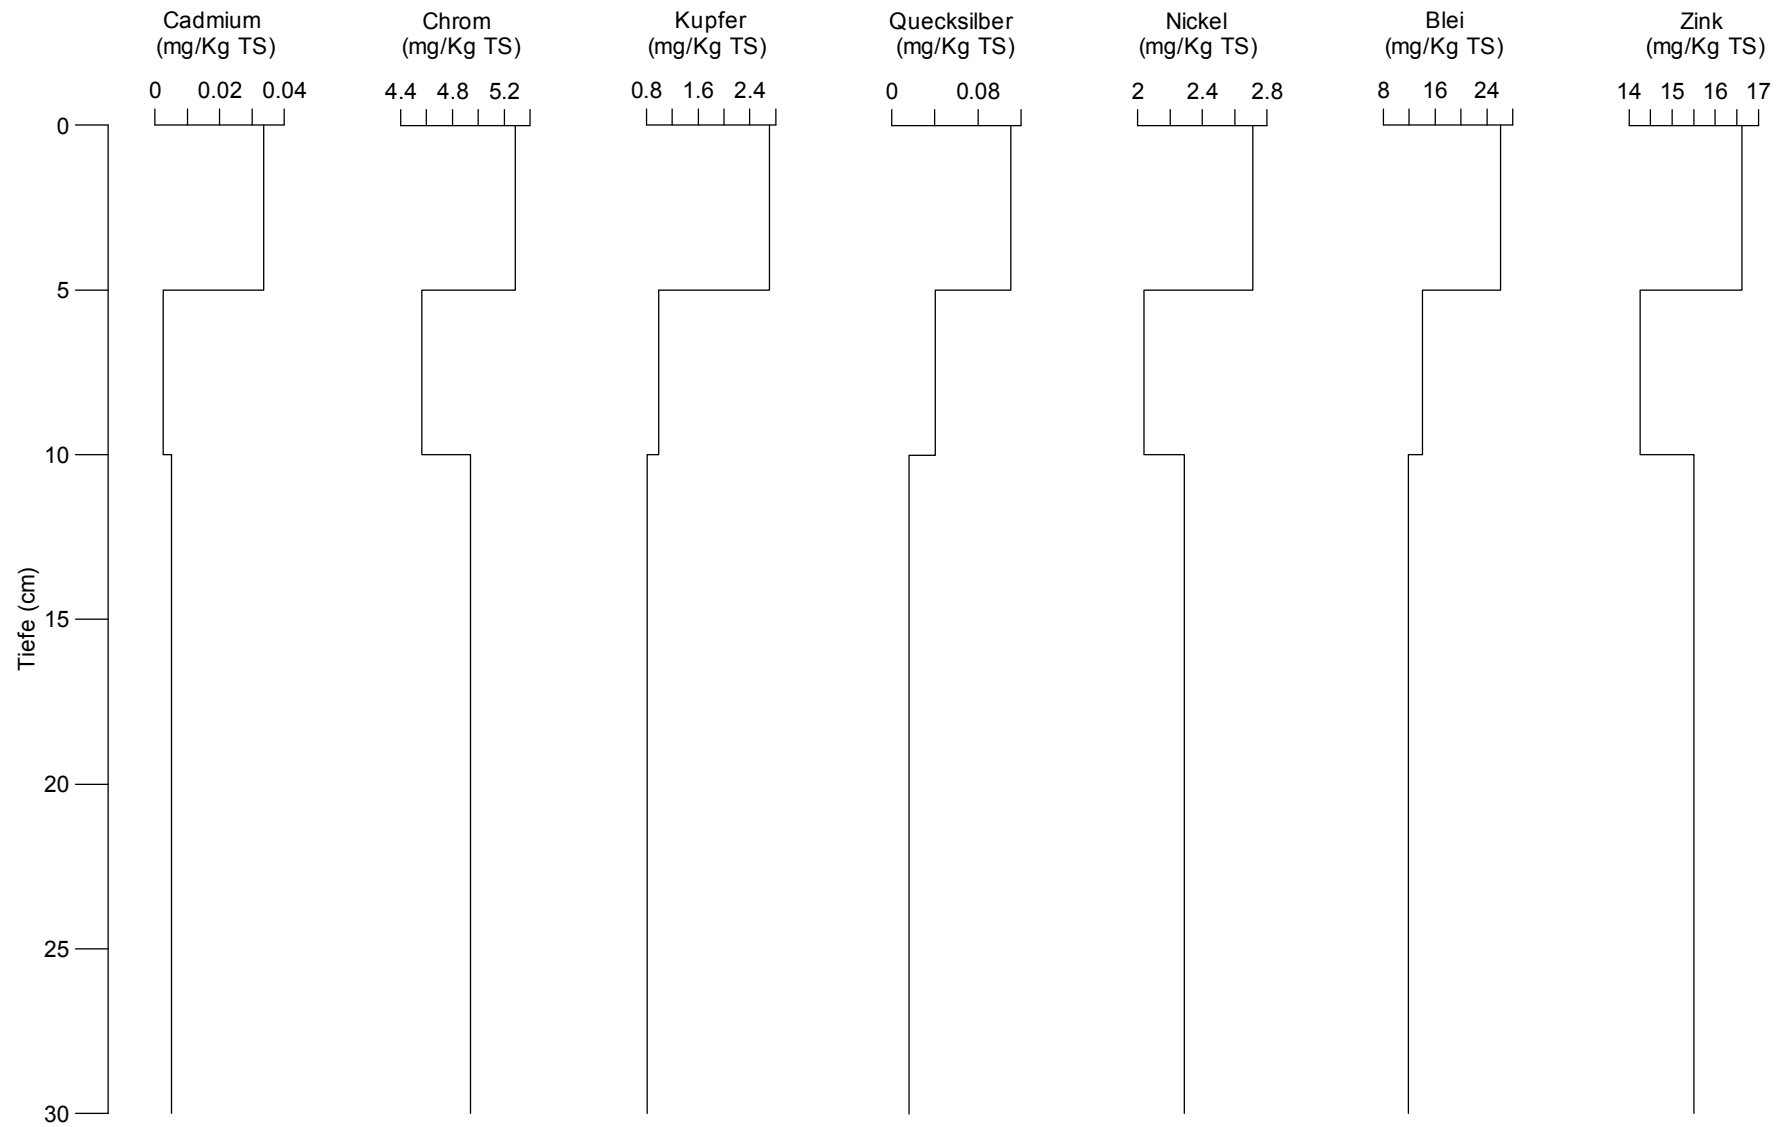 Cadmium
(mg/Kg TS)
0 0.02 0.04
Chrom
(mg/Kg TS)
4.4 4.8 5.2
Kupfer
(mg/Kg TS)
0.8 1.6 2.4
Quecksilber
(mg/Kg TS)
0 0.08
Nickel
(mg/Kg TS)
2 2.4 2.8
Blei
(mg/Kg TS)
8 16 24
Zink
(mg/Kg TS)
14 15 16 17
0
5
10
15
20
25
30
Tiefe (cm)